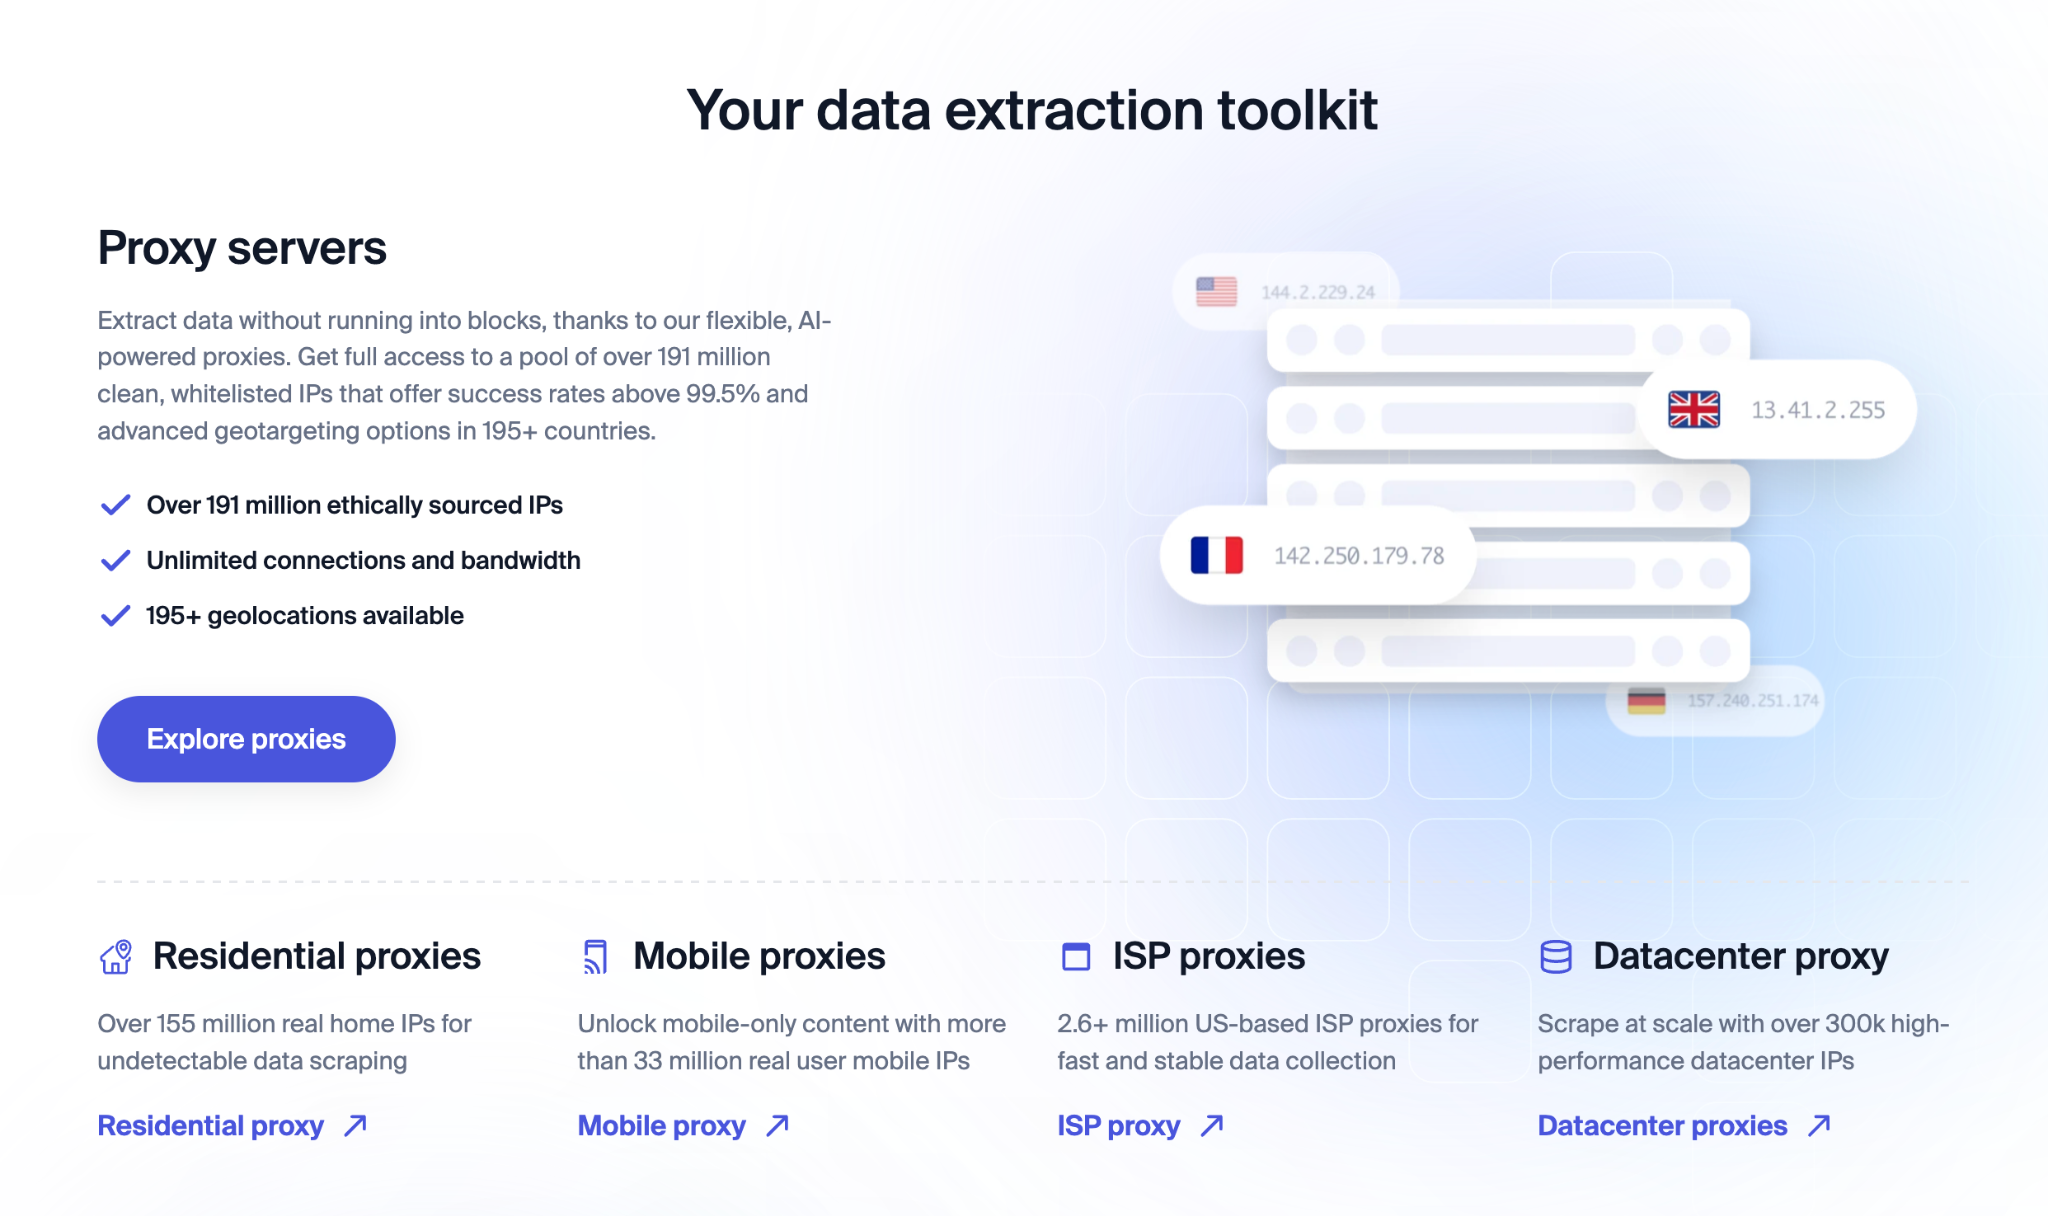 Your data extraction toolkit
Proxy servers
Extract data without running into blocks, thanks to our flexible, AI-
powered proxies. Get full access to a pool of over 191 million
clean, whitelisted IPs that offer success rates above 99.5% and
advanced geotargeting options in 195+ countries.
Over 191 million ethically sourced IPs
Unlimited connections and bandwidth
195+ geolocations available
Explore proxies
144.2.229.24
13.41.2.255
142.250.179.78
157.240.251.174
Residential proxies
Over 155 million real home IPs for
undetectable data scraping
Residential proxy
Mobile proxies
Unlock mobile-only content with more
than 33 million real user mobile IPs
Mobile proxy
ISP proxies
2.6+ million US-based ISP proxies for
fast and stable data collection
ISP proxy
Datacenter proxy
Scrape at scale with over 300k high-
performance datacenter IPs
Datacenter proxies